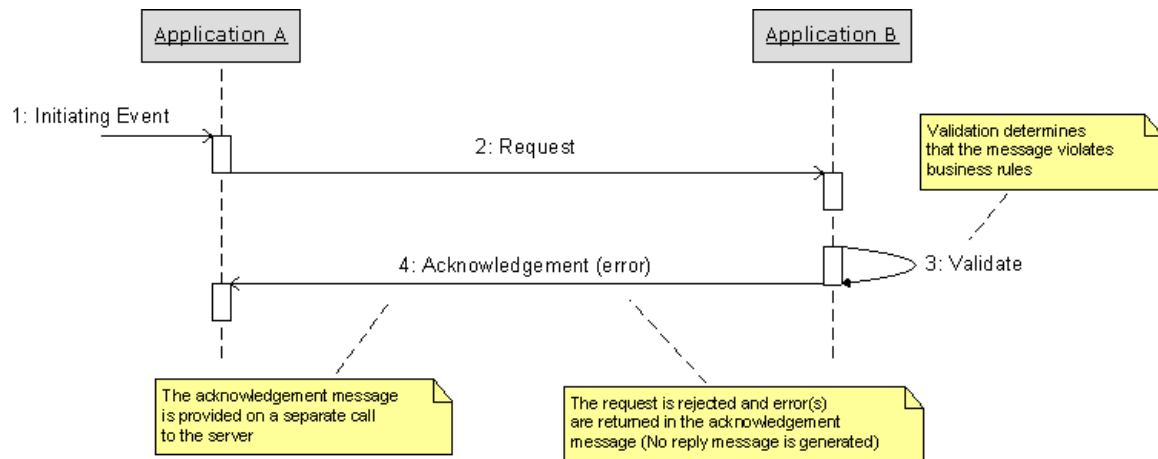 Application A
Application B
1: Initiating Event
2: Request
Validation determines
that the message violates
business rules
4: Acknowledgement (error)
3: Validate
The acknowledgement message
is provided on a separate call
to the server
The request is rejected and error(s)
are returned in the acknowledgement
message (No reply message is generated)